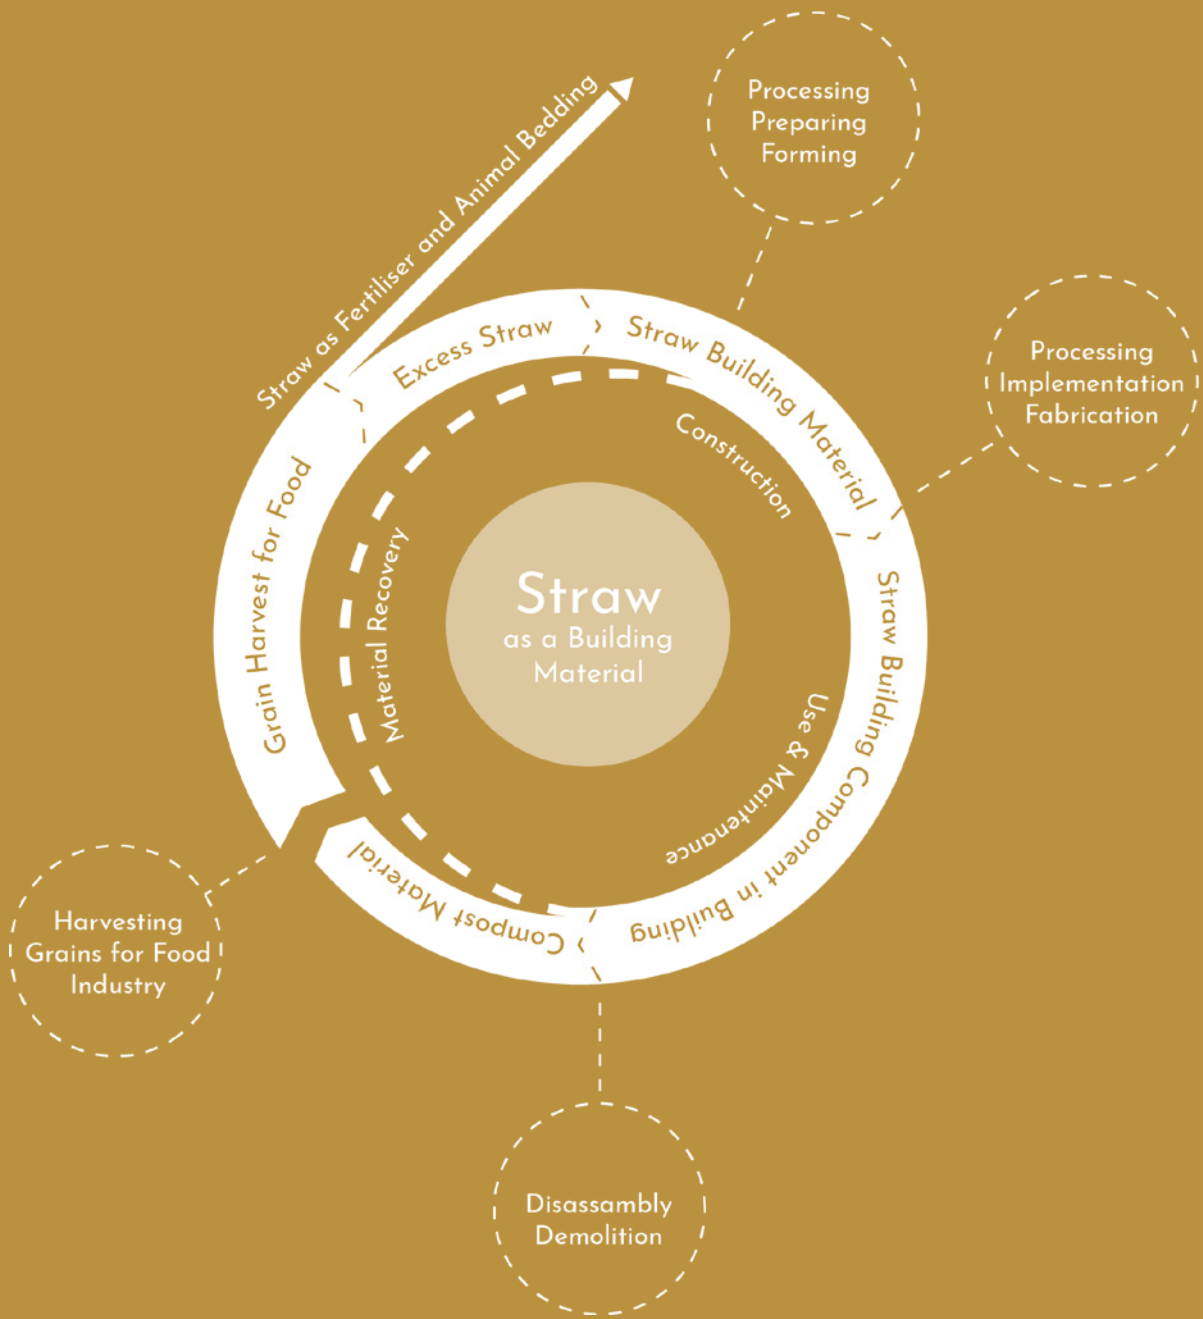 Processing
Preparing
Forming
Straw as Fertiliser and Animal Bedding
Processing
Implementation
Fabrication
Excess Straw
Straw Building Material
Construction
Grain Harvest for Food
Material Recovery
Straw
as a Building
Material
Straw Building Component in Building
Use & Maintenance
Compost Material
Harvesting
Grains for Food
Industry
Disassambly
Demolition